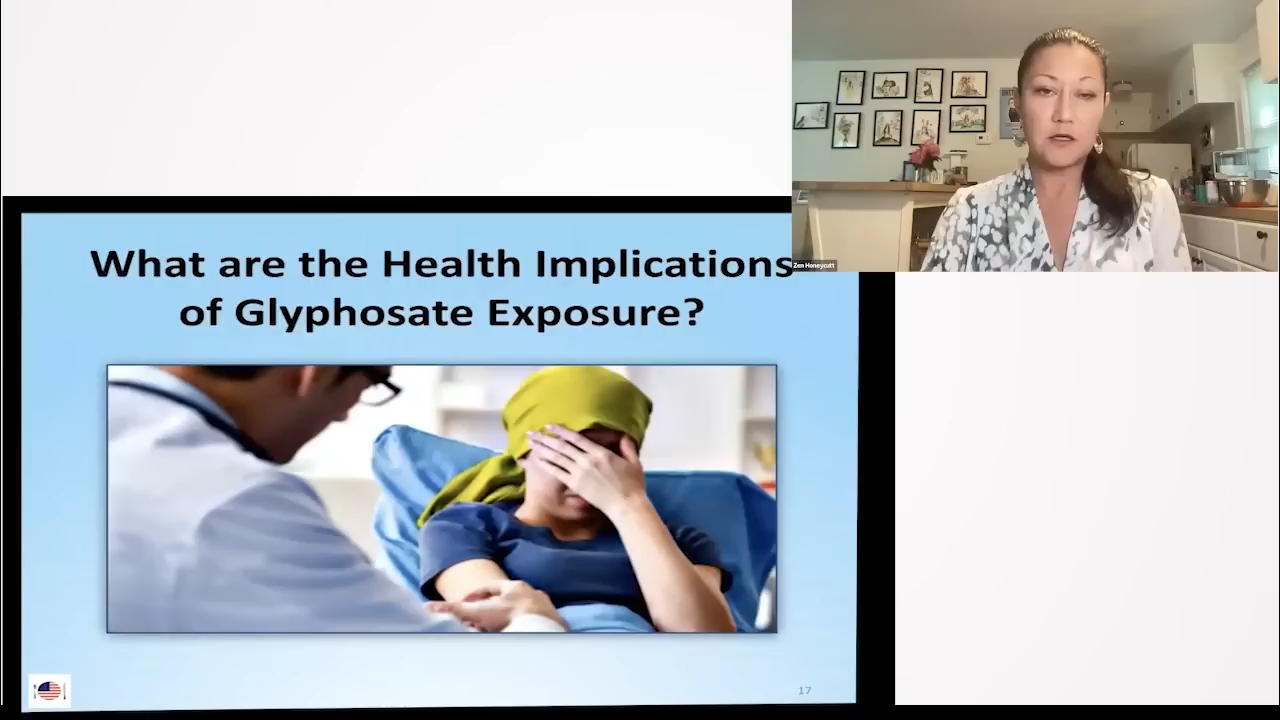 What are the Health Implications
of Glyphosate Exposure?
Zen Honeycutt
17